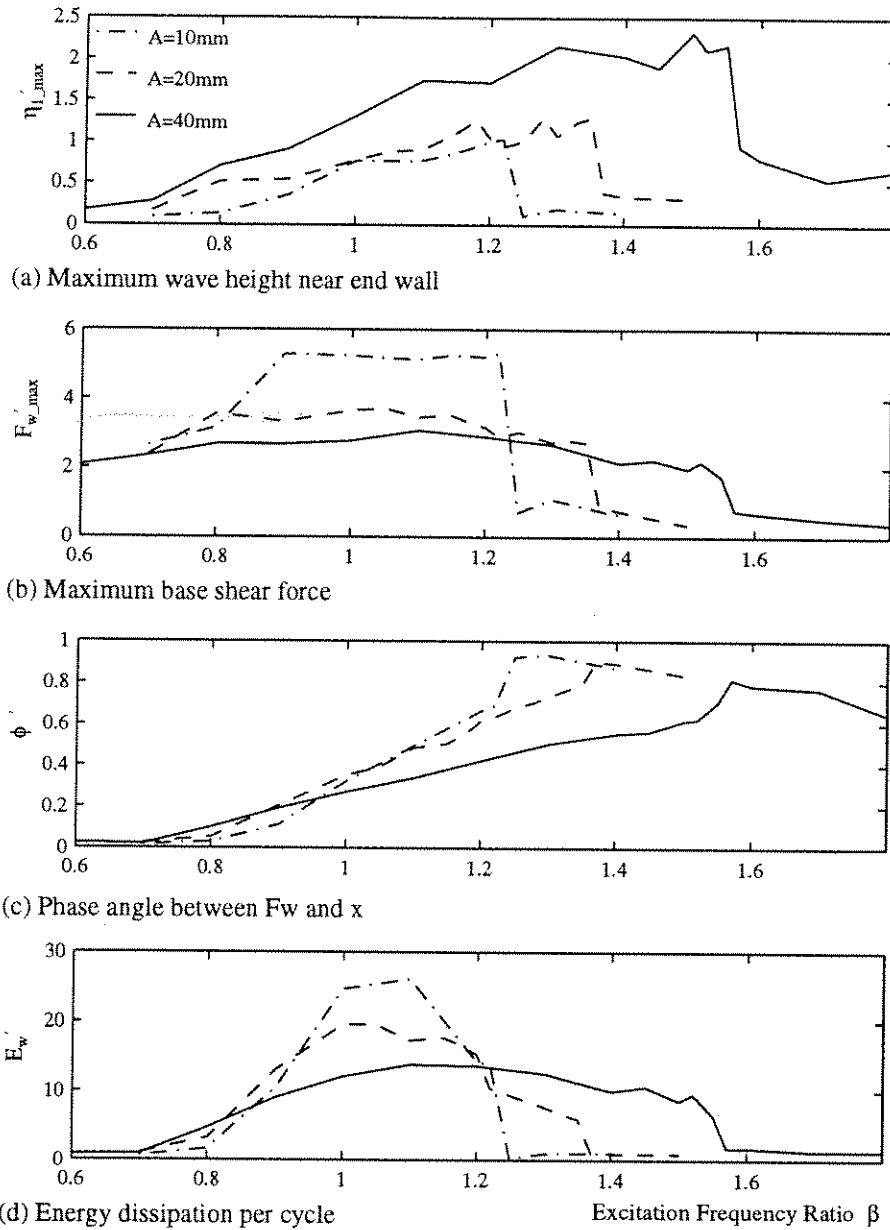 2.5
2
1.5
1
0.5
0
η'1_max
A=10mm
A=20mm
A=40mm
0.6 0.8 1 1.2 1.4 1.6
(a) Maximum wave height near end wall
6
4
2
0
F'w_max
0.6 0.8 1 1.2 1.4 1.6
(b) Maximum base shear force
1
0.8
0.6
0.4
0.2
0
ϕ'
0.6 0.8 1 1.2 1.4 1.6
(c) Phase angle between Fw and x
30
20
10
0
Ew'
0.6 0.8 1 1.2 1.4 1.6
(d) Energy dissipation per cycle
Excitation Frequency Ratio β